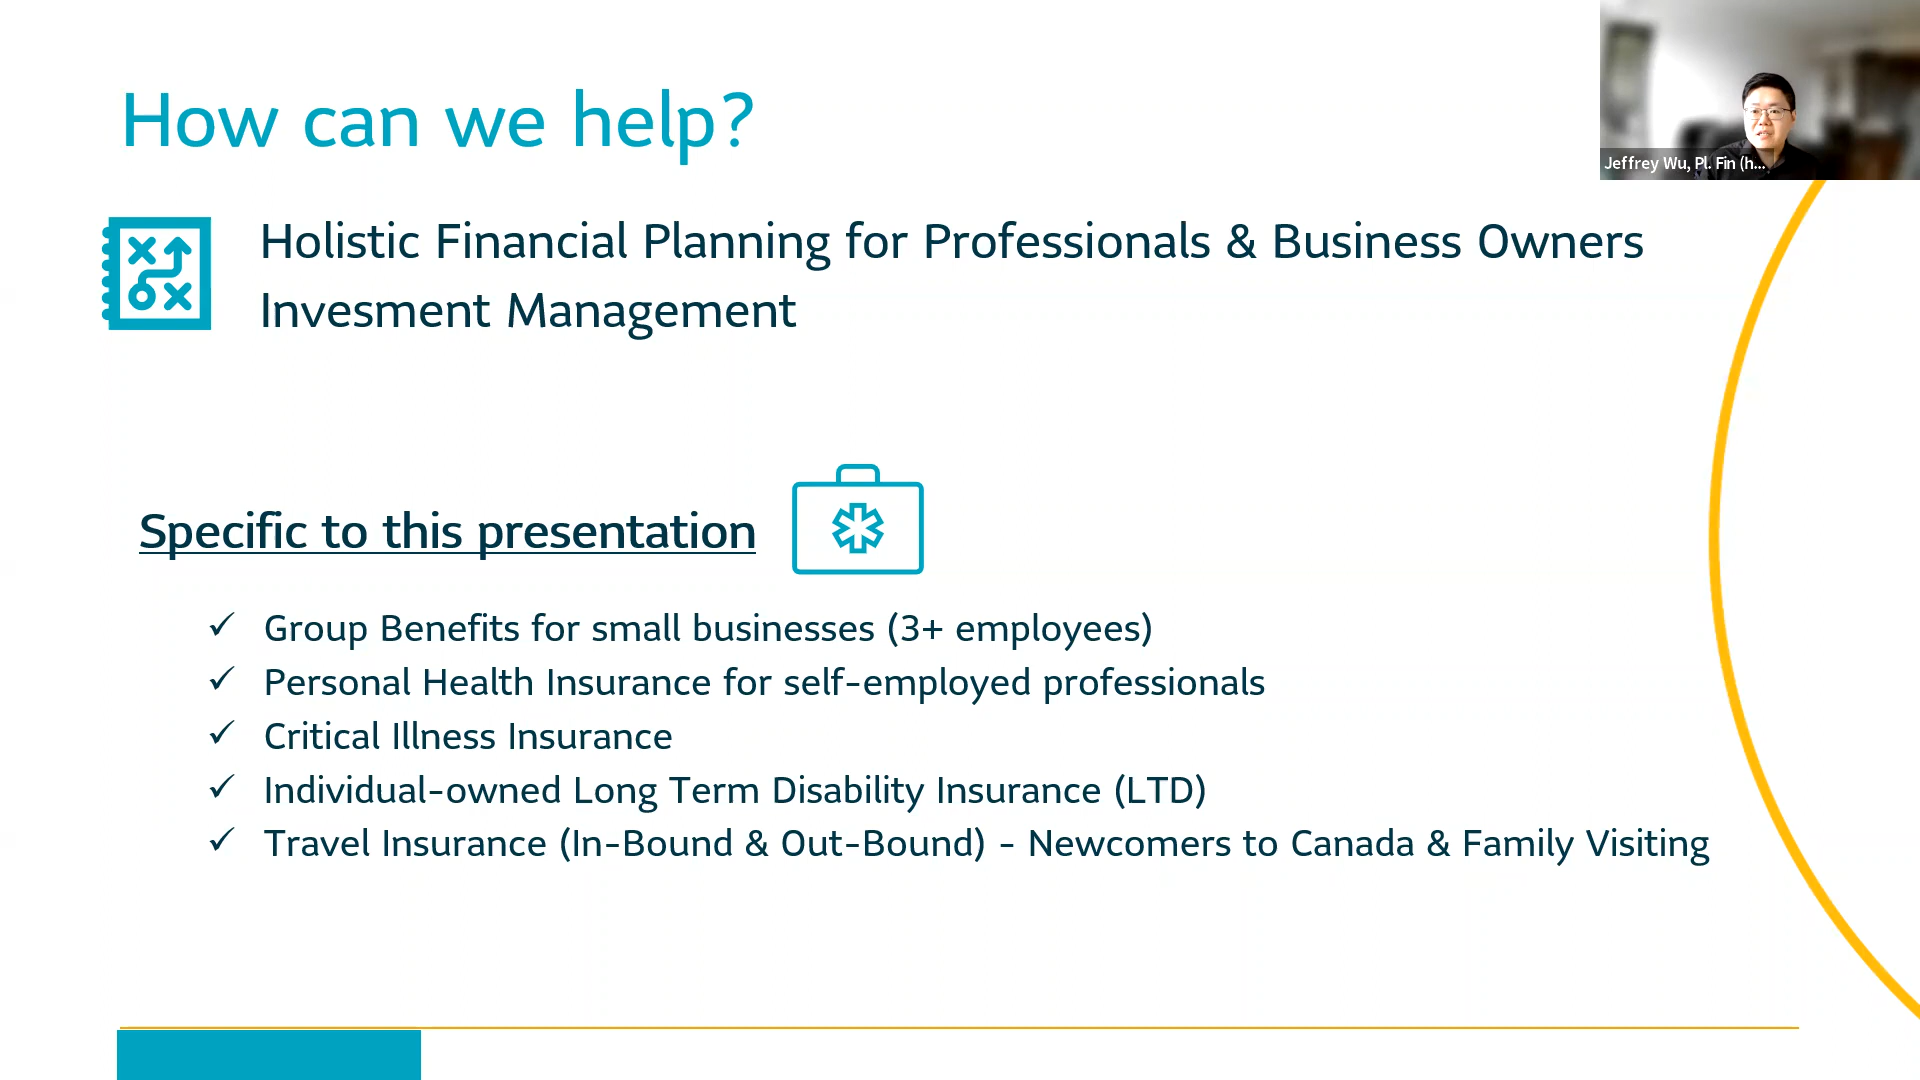 How can we help?
Jeffrey Wu, Pl. Fin (h...
Holistic Financial Planning for Professionals & Business Owners
Invesment Management
Specific to this presentation
✓ Group Benefits for small businesses (3+ employees)
✓ Personal Health Insurance for self-employed professionals
✓ Critical Illness Insurance
✓ Individual-owned Long Term Disability Insurance (LTD)
✓ Travel Insurance (In-Bound & Out-Bound) - Newcomers to Canada & Family Visiting